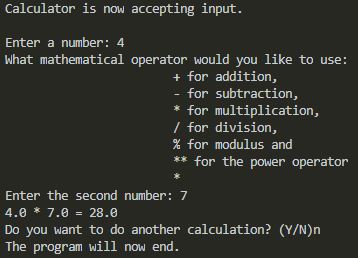 Calculator is now accepting input.
Enter a number: 4
What mathematical operator would you like to use:
+ for addition,
- for subtraction,
* for multiplication,
/ for division,
% for modulus and
** for the power operator
*
Enter the second number: 7
4.0 * 7.0 = 28.0
Do you want to do another calculation? (Y/N)n
The program will now end.